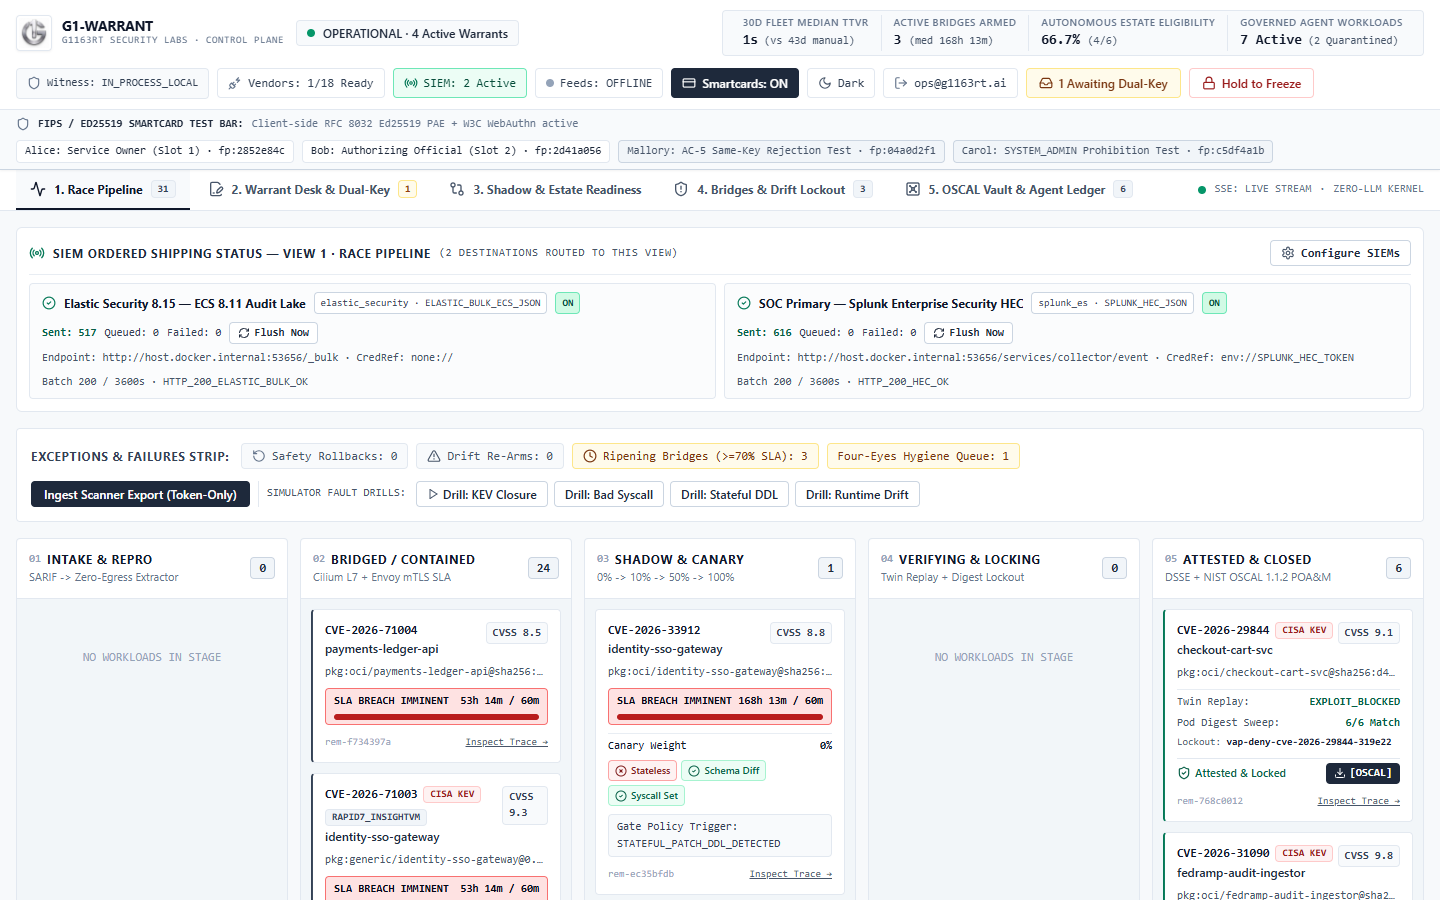 G1-WARRANT
G1163RT SECURITY LABS · CONTROL PLANE
OPERATIONAL · 4 Active Warrants
30D FLEET MEDIAN TTVR
1s (vs 43d manual)
ACTIVE BRIDGES ARMED
3 (med 168h 13m)
AUTONOMOUS ESTATE ELIGIBILITY
66.7% (4/6)
GOVERNED AGENT WORKLOADS
7 Active (2 Quarantined)
Witness: IN_PROCESS_LOCAL
Vendors: 1/18 Ready
SIEM: 2 Active
Feeds: OFFLINE
Smartcards: ON
Dark
ops@g1163rt.ai
1 Awaiting Dual-Key
Hold to Freeze
FIPS / ED25519 SMARTCARD TEST BAR: Client-side RFC 8032 Ed25519 PAE + W3C WebAuthn active
Alice: Service Owner (Slot 1) · fp:2852e84c
Bob: Authorizing Official (Slot 2) · fp:2d41a056
Mallory: AC-5 Same-Key Rejection Test · fp:04a0d2f1
Carol: SYSTEM_ADMIN Prohibition Test · fp:c5df4a1b
1. Race Pipeline 31
2. Warrant Desk & Dual-Key 1
3. Shadow & Estate Readiness
4. Bridges & Drift Lockout 3
5. OSCAL Vault & Agent Ledger 6
SSE: LIVE STREAM · ZERO-LLM KERNEL
SIEM ORDERED SHIPPING STATUS — VIEW 1 · RACE PIPELINE (2 DESTINATIONS ROUTED TO THIS VIEW)
Configure SIEMs
Elastic Security 8.15 — ECS 8.11 Audit Lake elastic_security · ELASTIC_BULK_ECS_JSON ON
Sent: 517 Queued: 0 Failed: 0 Flush Now
Endpoint: http://host.docker.internal:53656/_bulk · CredRef: none://
Batch 200 / 3600s · HTTP_200_ELASTIC_BULK_OK
SOC Primary — Splunk Enterprise Security HEC splunk_es · SPLUNK_HEC_JSON ON
Sent: 616 Queued: 0 Failed: 0 Flush Now
Endpoint: http://host.docker.internal:53656/services/collector/event · CredRef: env://SPLUNK_HEC_TOKEN
Batch 200 / 3600s · HTTP_200_HEC_OK
EXCEPTIONS & FAILURES STRIP:
Safety Rollbacks: 0
Drift Re-Arms: 0
Ripening Bridges (>=70% SLA): 3
Four-Eyes Hygiene Queue: 1
Ingest Scanner Export (Token-Only)
SIMULATOR FAULT DRILLS:
Drill: KEV Closure
Drill: Bad Syscall
Drill: Stateful DDL
Drill: Runtime Drift
01 INTAKE & REPRO
SARIF -> Zero-Egress Extractor
0
NO WORKLOADS IN STAGE
02 BRIDGED / CONTAINED
Cilium L7 + Envoy mTLS SLA
24
CVE-2026-71004
CVSS 8.5
payments-ledger-api
pkg:oci/payments-ledger-api@sha256:…
SLA BREACH IMMINENT 53h 14m / 60m
rem-f734397a
Inspect Trace →
CVE-2026-71003 CISA KEV
CVSS 9.3
RAPID7_INSIGHTVM
identity-sso-gateway
pkg:generic/identity-sso-gateway@0.…
SLA BREACH IMMINENT 53h 14m / 60m
03 SHADOW & CANARY
0% -> 10% -> 50% -> 100%
1
CVE-2026-33912
CVSS 8.8
identity-sso-gateway
pkg:oci/identity-sso-gateway@sha256:…
SLA BREACH IMMINENT 168h 13m / 60m
Canary Weight 0%
Stateless
Schema Diff
Syscall Set
Gate Policy Trigger:
STATEFUL_PATCH_DDL_DETECTED
rem-ec35bfdb
Inspect Trace →
04 VERIFYING & LOCKING
Twin Replay + Digest Lockout
0
NO WORKLOADS IN STAGE
05 ATTESTED & CLOSED
DSSE + NIST OSCAL 1.1.2 POA&M
6
CVE-2026-29844 CISA KEV
CVSS 9.1
checkout-cart-svc
pkg:oci/checkout-cart-svc@sha256:d4…
Twin Replay: EXPLOIT_BLOCKED
Pod Digest Sweep: 6/6 Match
Lockout: vap-deny-cve-2026-29844-319e22
Attested & Locked
[OSCAL]
rem-768c0012
Inspect Trace →
CVE-2026-31090 CISA KEV
CVSS 9.8
fedramp-audit-ingestor
pkg:oci/fedramp-audit-ingestor@sha2…